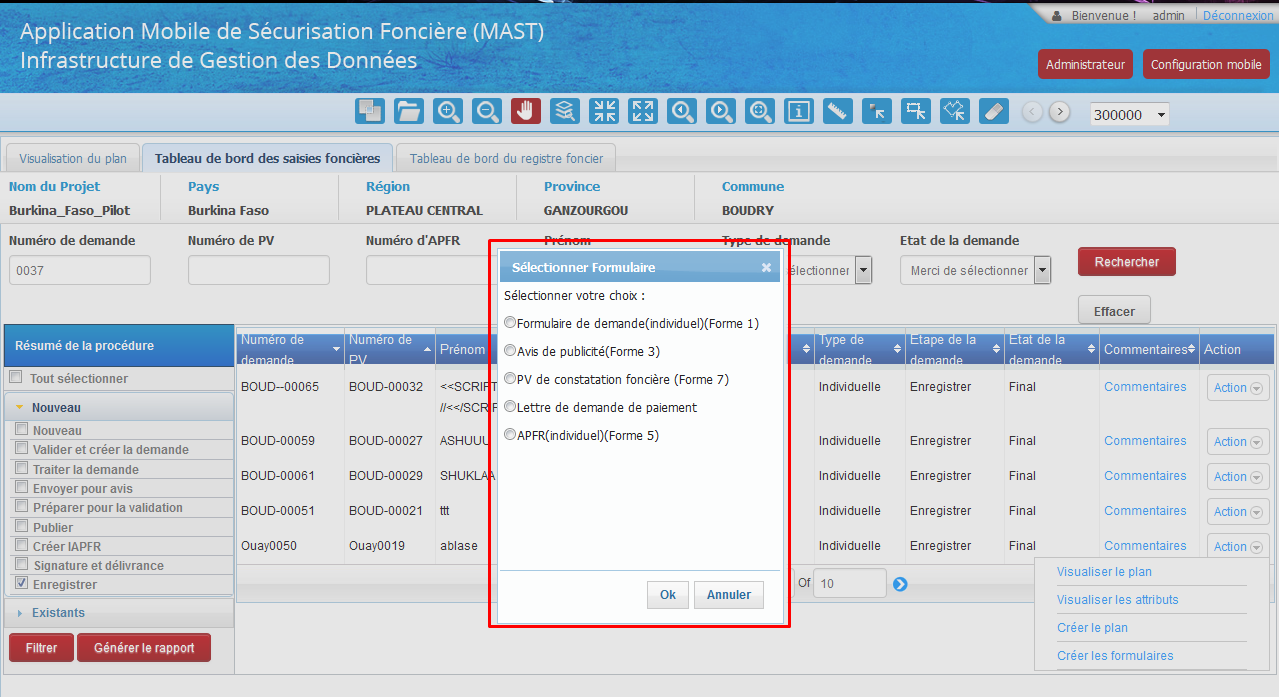 Bienvenue ! admin Déconnexion
Application Mobile de Sécurisation Foncière (MAST)
Infrastructure de Gestion des Données
Administrateur Configuration mobile
300000
Visualisation du plan Tableau de bord des saisies foncières Tableau de bord du registre foncier
Nom du Projet Pays Région Province Commune
Burkina_Faso_Pilot Burkina Faso PLATEAU CENTRAL GANZOURGOU BOUDRY
Numéro de demande Numéro de PV Numéro d'APFR Prénom Type de demande Etat de la demande
0037 électionner Merci de sélectionner Rechercher
Effacer
Sélectionner Formulaire
Sélectionner votre choix :
Formulaire de demande(individuel)(Forme 1)
Avis de publicité(Forme 3)
PV de constatation foncière (Forme 7)
Lettre de demande de paiement
APFR(individuel)(Forme 5)
Ok Annuler
Résumé de la procédure
Tout sélectionner
Nouveau
Nouveau
Valider et créer la demande
Traiter la demande
Envoyer pour avis
Préparer pour la validation
Publier
Créer lAPFR
Signature et délivrance
Enregistrer
Existants
Filtrer Générer le rapport
Numéro de demande Numéro de PV Prénom Type de demande Etape de la demande Etat de la demande Commentaires Action
BOUD--00065 BOUD-00032 <<SCRIPT Individuelle Enregistrer Final Commentaires Action
//<</SCRIF
BOUD-00059 BOUD-00027 ASHUUU Individuelle Enregistrer Final Commentaires Action
BOUD-00061 BOUD-00029 SHUKLAA Individuelle Enregistrer Final Commentaires Action
BOUD-00051 BOUD-00021 ttt Individuelle Enregistrer Final Commentaires Action
Ouay0050 Ouay0019 ablase Individuelle Enregistrer Final Commentaires Action
Of 10
Visualiser le plan
Visualiser les attributs
Créer le plan
Créer les formulaires